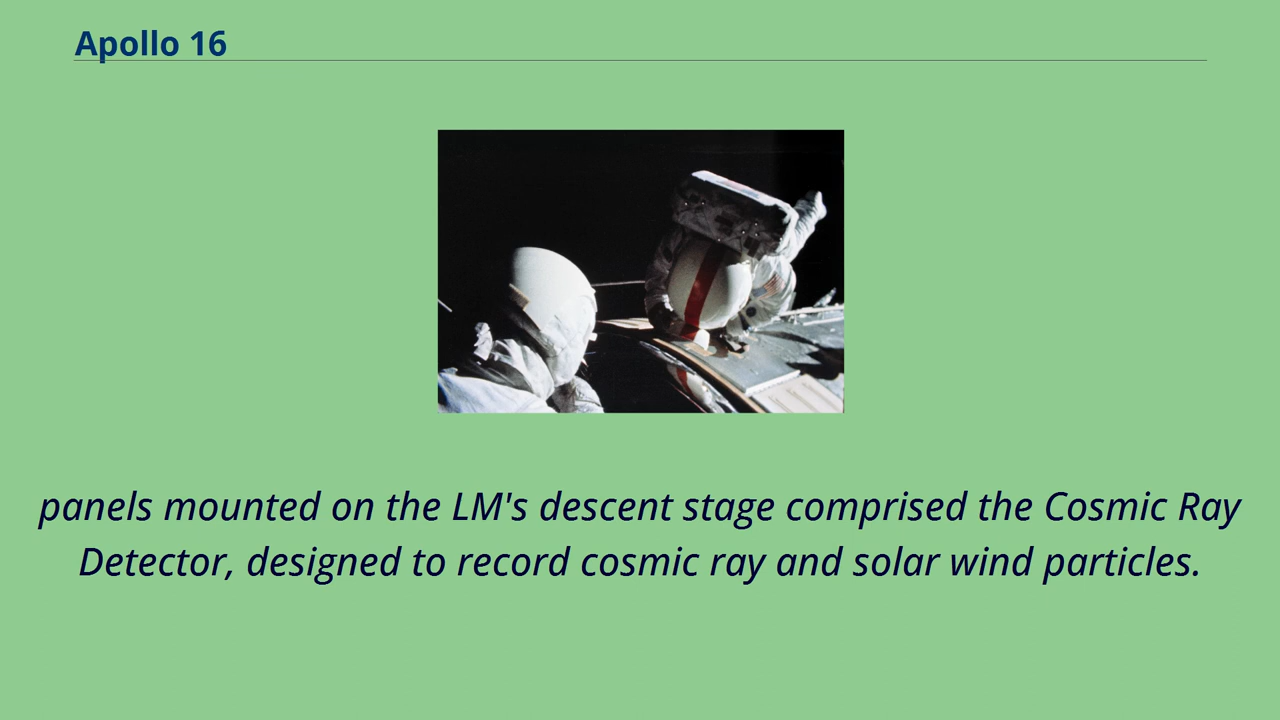 Apollo 16
panels mounted on the LM's descent stage comprised the Cosmic Ray
Detector, designed to record cosmic ray and solar wind particles.